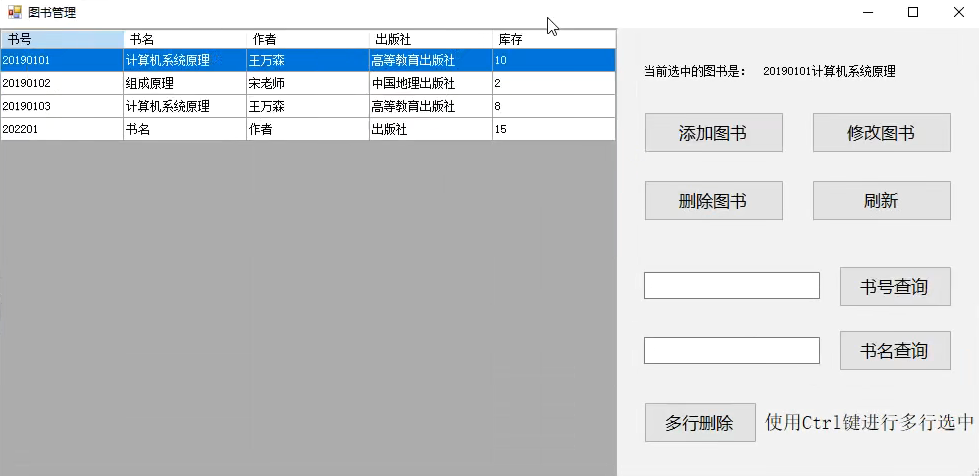 图书管理
书号 书名 作者 出版社 库存
20190101 计算机系统原理 王万森 高等教育出版社 10
20190102 组成原理 宋老师 中国地理出版社 2
20190103 计算机系统原理 王万森 高等教育出版社 8
202201 书名 作者 出版社 15
当前选中的图书是： 20190101计算机系统原理
添加图书 修改图书
删除图书 刷新
书号查询
书名查询
多行删除 使用Ctrl键进行多行选中